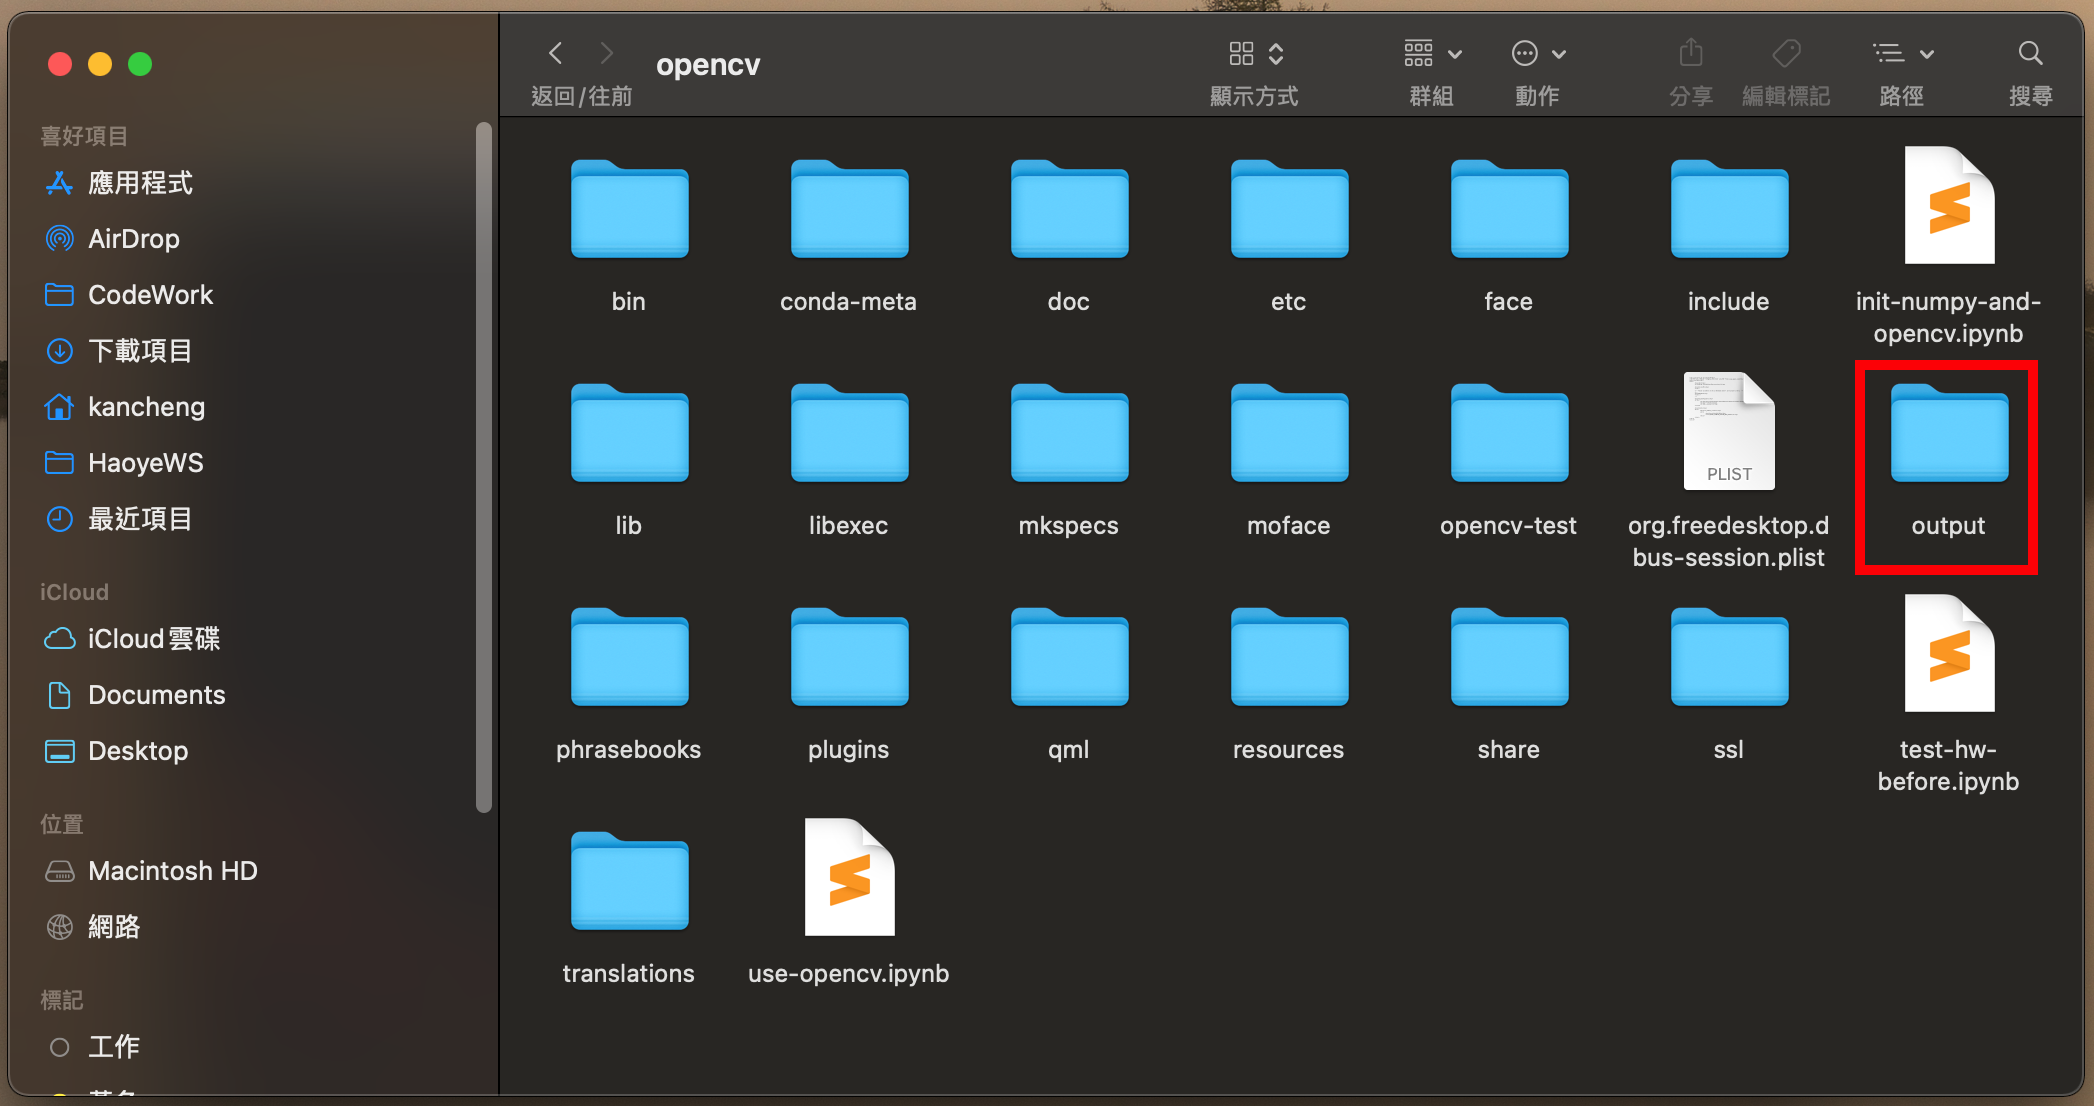 opencv
返回/往前
顯示方式
群組
動作
分享
編輯標記
路徑
搜尋
喜好項目
應用程式
AirDrop
CodeWork
下載項目
kancheng
HaoyeWS
最近項目
iCloud
iCloud雲碟
Documents
Desktop
位置
Macintosh HD
網路
標記
工作
bin
conda-meta
doc
etc
face
include
init-numpy-and-
opencv.ipynb
lib
libexec
mkspecs
moface
opencv-test
PLIST
org.freedesktop.d
bus-session.plist
output
phrasebooks
plugins
qml
resources
share
ssl
test-hw-
before.ipynb
translations
use-opencv.ipynb